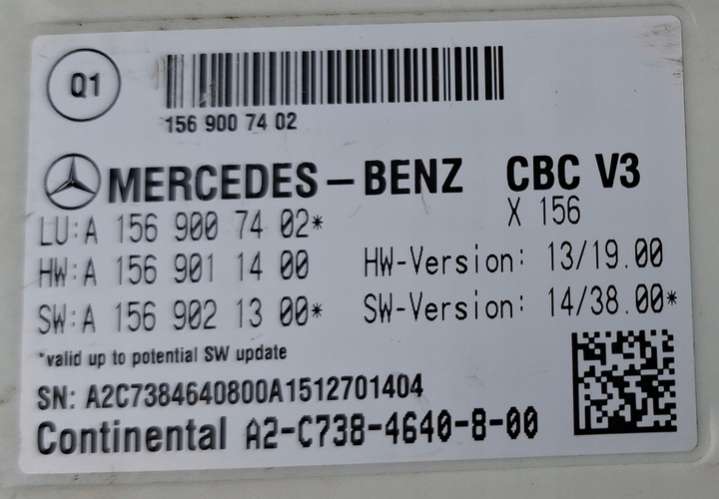 Q1
156 900 74 02
MERCEDES-BENZ CBC V3
X 156
LU:A 156 900 74 02*
HW:A 156 901 14 00 HW-Version: 13/19.00
SW:A 156 902 13 00* SW-Version: 14/38.00*
*valid up to potential SW update
SN: A2C7384640800A1512701404
Continental A2-C738-4640-8-00